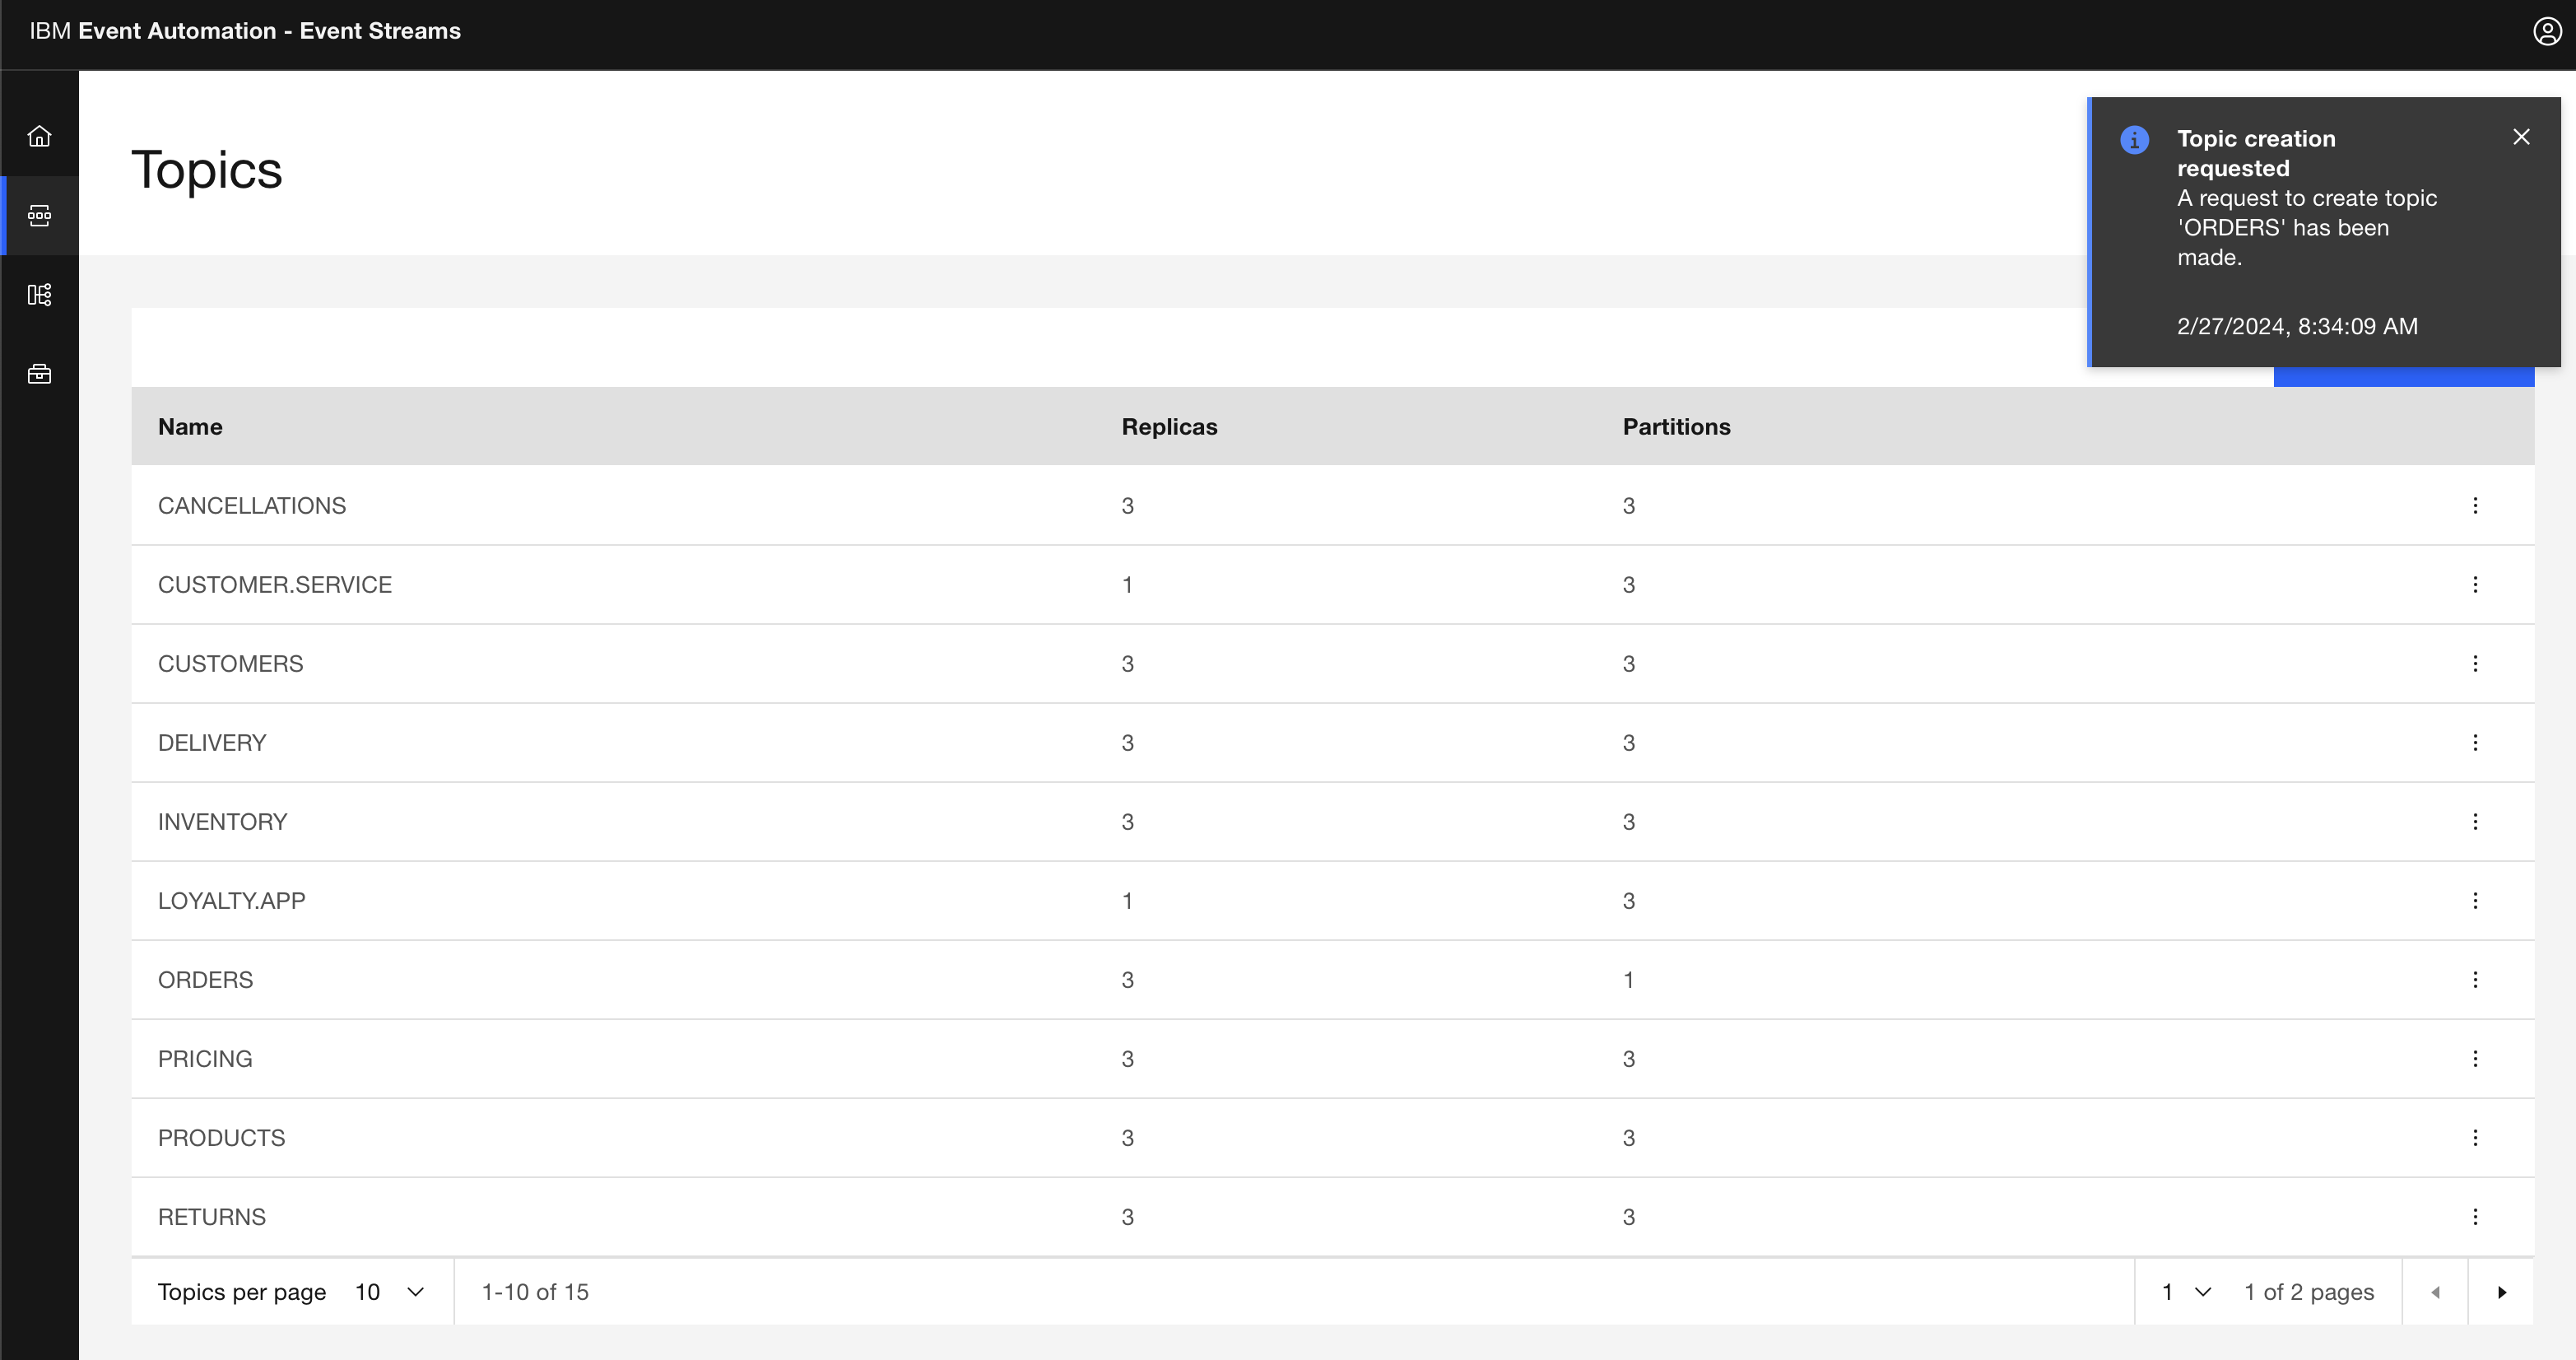 IBM Event Automation - Event Streams
Topics
Topic creation
requested
A request to create topic
'ORDERS' has been
made.
2/27/2024, 8:34:09 AM
Name Replicas Partitions
CANCELLATIONS 3 3
CUSTOMER.SERVICE 1 3
CUSTOMERS 3 3
DELIVERY 3 3
INVENTORY 3 3
LOYALTY.APP 1 3
ORDERS 3 1
PRICING 3 3
PRODUCTS 3 3
RETURNS 3 3
Topics per page 10 1-10 of 15 1 1 of 2 pages